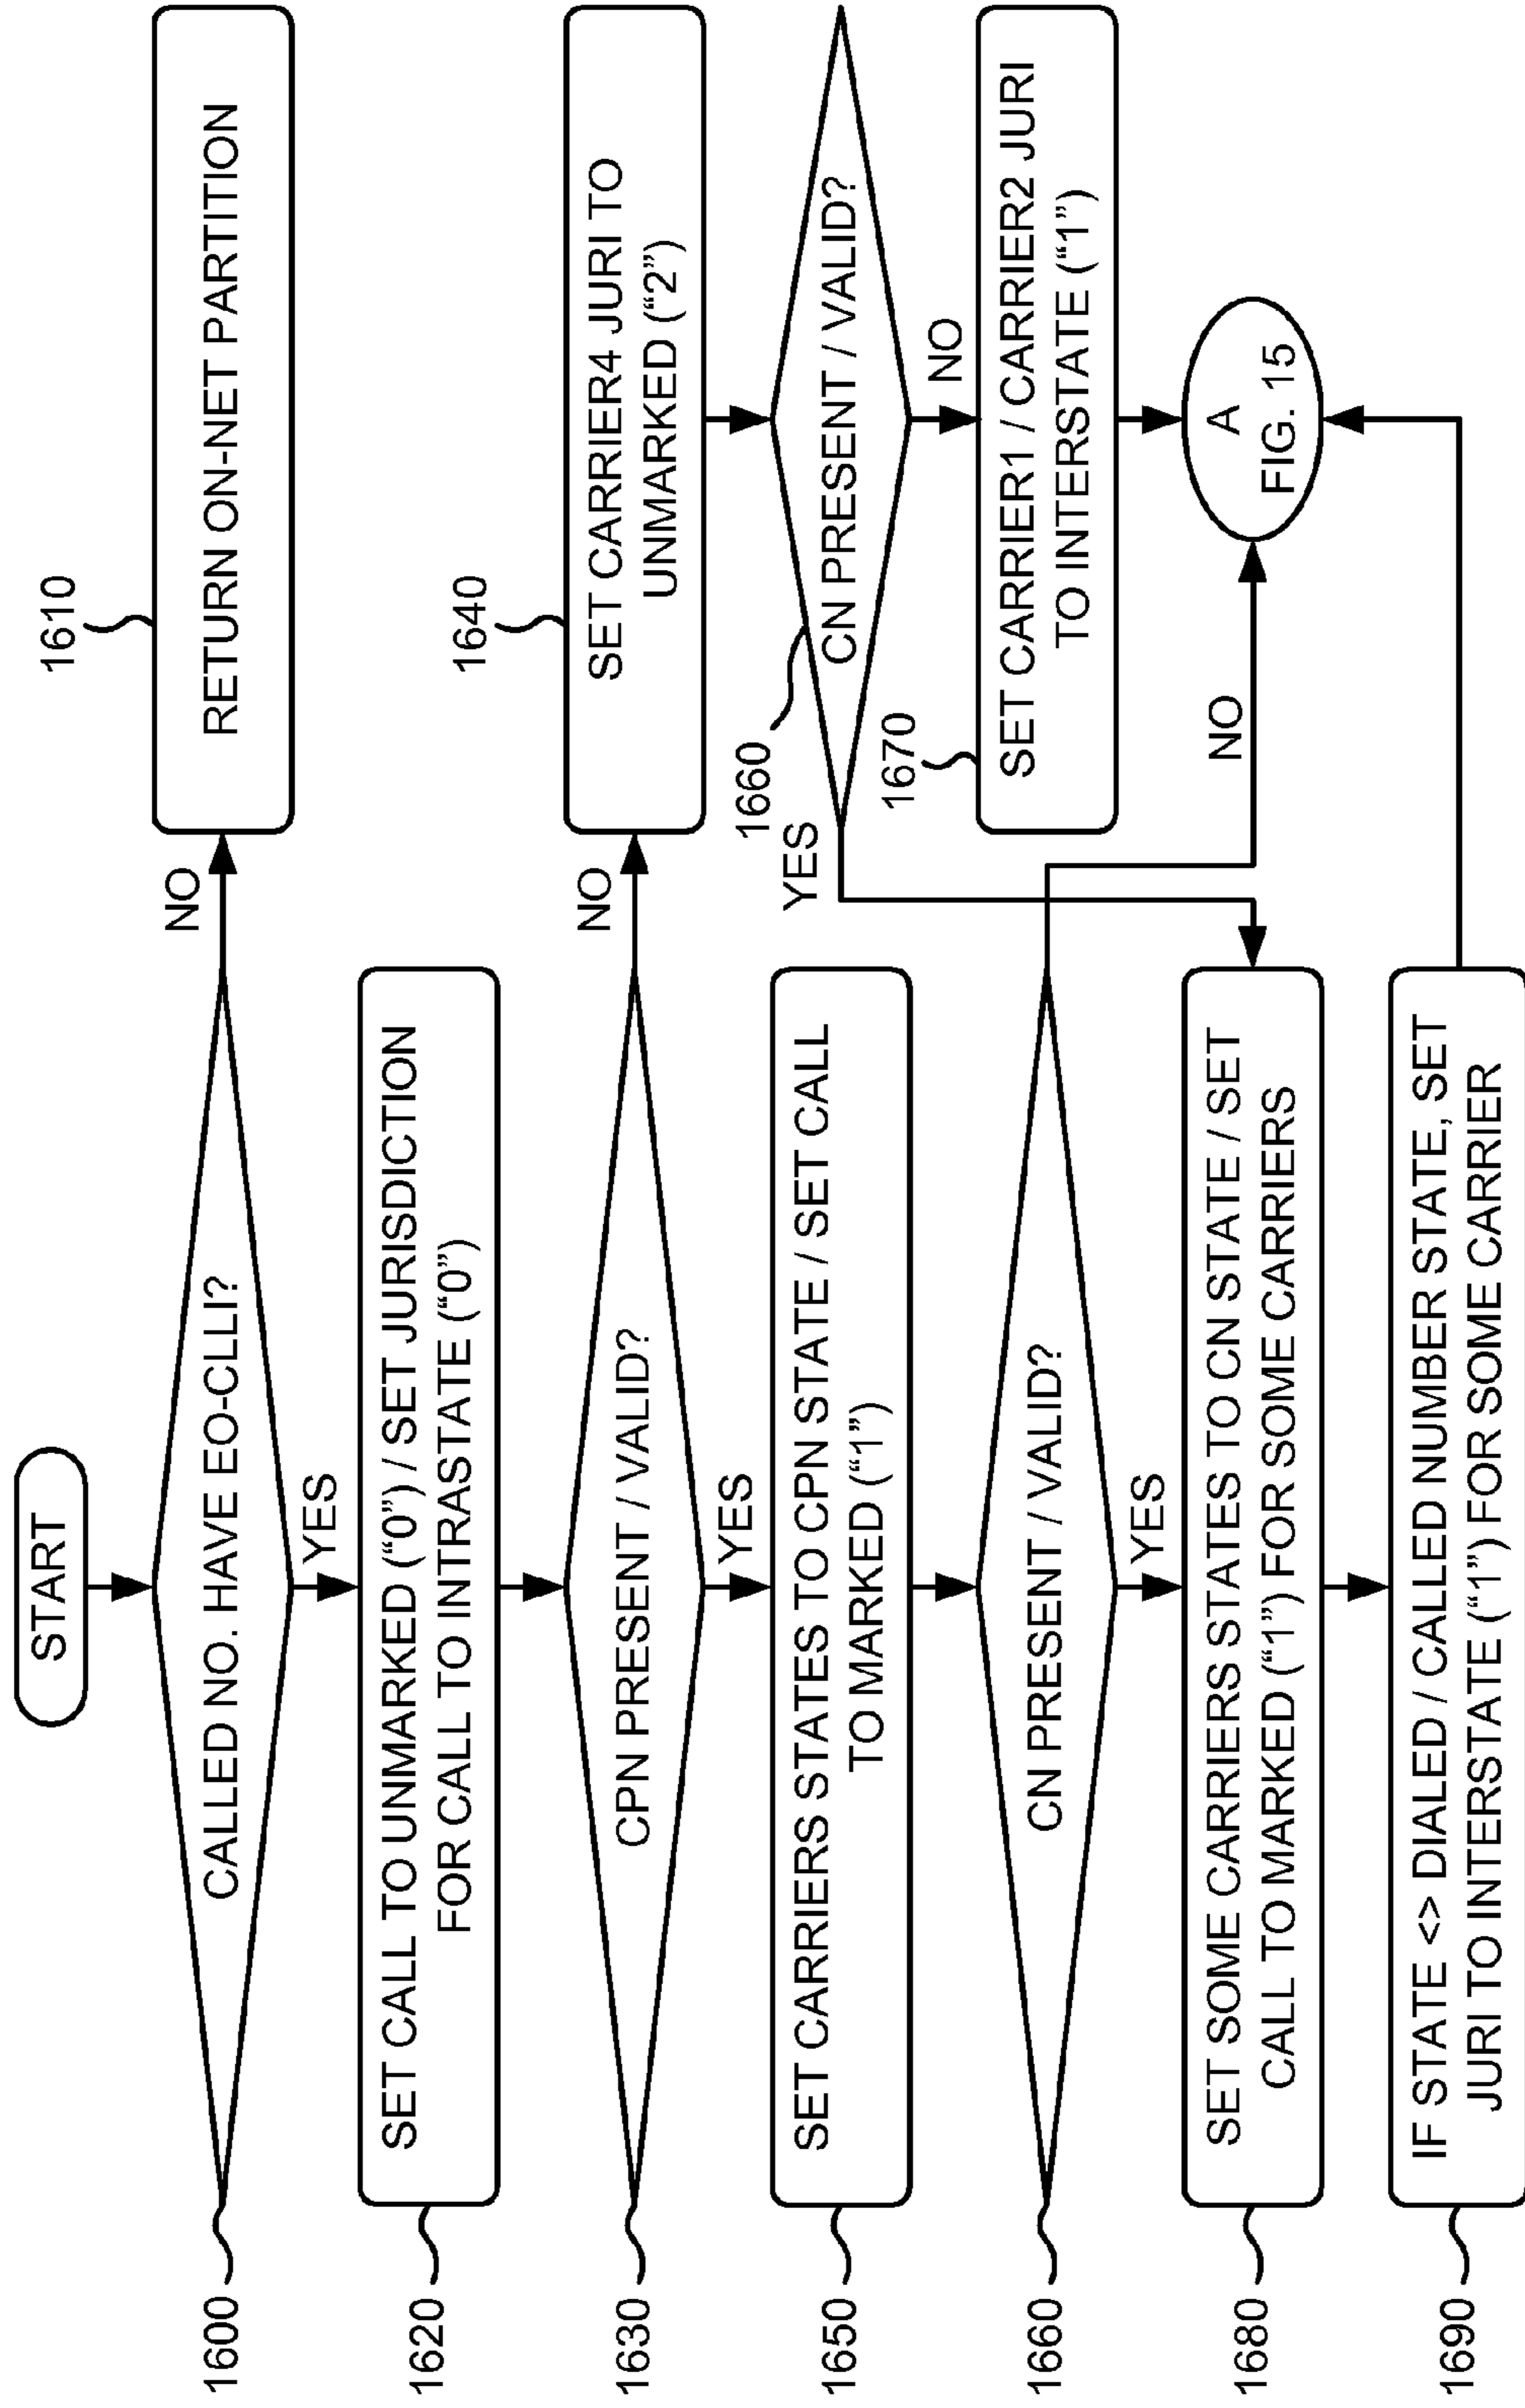 START
1600
CALLED NO. HAVE EO-CLLI?
NO
1610
RETURN ON-NET PARTITION
YES
1620
SET CALL TO UNMARKED (“0”) / SET JURISDICTION
FOR CALL TO INTRASTATE (“0”)
1630
CPN PRESENT / VALID?
NO
1640
SET CARRIER4 JURI TO
UNMARKED (“2”)
YES
1650
SET CARRIERS STATES TO CPN STATE / SET CALL
TO MARKED (“1”)
1660
CN PRESENT / VALID?
YES
NO
1660
CN PRESENT / VALID?
YES
NO
1670
SET CARRIER1 / CARRIER2 JURI
TO INTERSTATE (“1”)
1680
SET SOME CARRIERS STATES TO CN STATE / SET
CALL TO MARKED (“1”) FOR SOME CARRIERS
A
FIG. 15
1690
IF STATE <> DIALED / CALLED NUMBER STATE, SET
JURI TO INTERSTATE (“1”) FOR SOME CARRIER